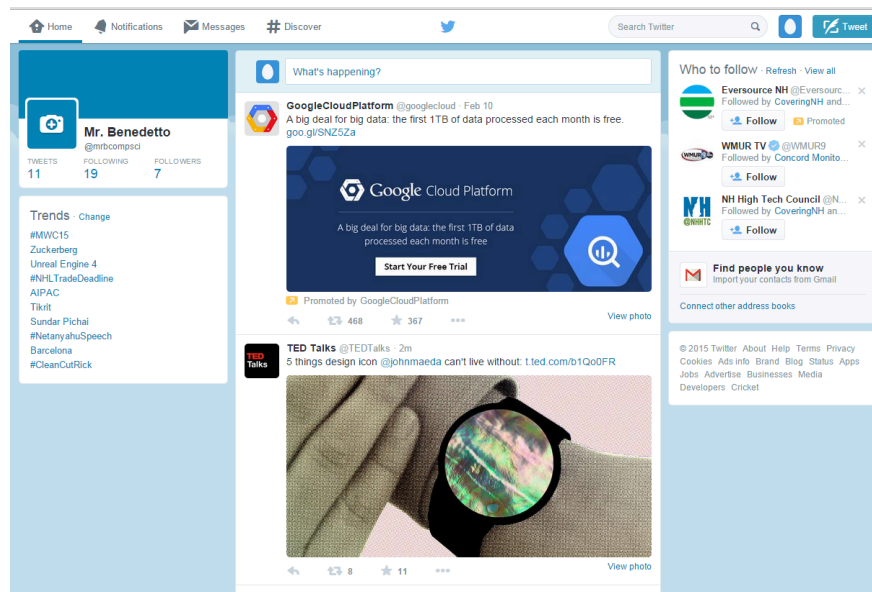 Home Notifications Messages # Discover Search Twitter Tweet
Mr. Benedetto
@mrbcompsci
TWEETS FOLLOWING FOLLOWERS
11 19 7
Trends · Change
#MWC15
Zuckerberg
Unreal Engine 4
#NHLTradeDeadline
AIPAC
Tikrit
Sundar Pichai
#NetanyahuSpeech
Barcelona
#CleanCutRick
What's happening?
GoogleCloudPlatform @googlecloud · Feb 10
A big deal for big data: the first 1TB of data processed each month is free.
goo.gl/SNZ5Za
Google Cloud Platform
A big deal for big data: the first 1TB of data
processed each month is free
Start Your Free Trial
Promoted by GoogleCloudPlatform
468 367 ••• View photo
TED Talks @TEDTalks · 2m
TED
Talks
5 things design icon @johnmaeda can't live without: t.ted.com/b1Qo0FR
8 11 ••• View photo
Who to follow · Refresh · View all
Eversource NH @Eversourc...
Followed by CoveringNH and...
Follow Promoted
WMUR TV @WMUR9
WMUR
Followed by Concord Monito...
Follow
NH High Tech Council @N...
NH
@NHHTC
Followed by CoveringNH an...
Follow
Find people you know
Import your contacts from Gmail
Connect other address books
© 2015 Twitter About Help Terms Privacy
Cookies Ads info Brand Blog Status Apps
Jobs Advertise Businesses Media
Developers Cricket